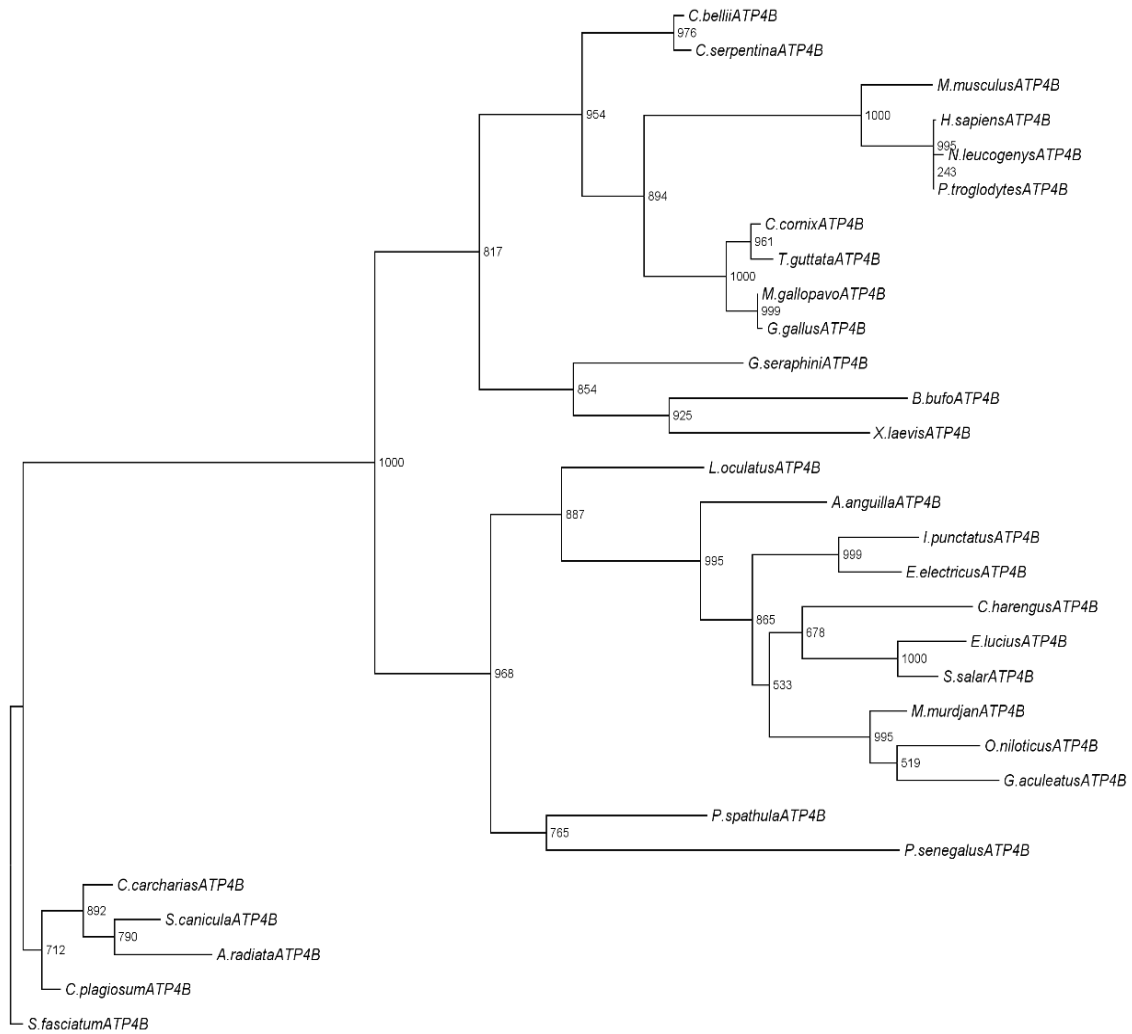 C.belliiATP4B
976
C.serpentinaATP4B
M.musculusATP4B
954
1000
H.sapiensATP4B
995
N.leucogenysATP4B
243
P.troglodytesATP4B
894
C.cornixATP4B
961
T.guttataATP4B
817
1000
M.gallopavoATP4B
999
G.gallusATP4B
G.seraphiniATP4B
854
B.bufoATP4B
925
X.laevisATP4B
1000
L.oculatusATP4B
A.anguillaATP4B
887
I.punctatusATP4B
999
995
E.electricusATP4B
C.harengusATP4B
865
678
E.luciusATP4B
1000
968
S.salarATP4B
533
M.murdjanATP4B
995
O.niloticusATP4B
519
G.aculeatusATP4B
P.spathulaATP4B
765
P.senegalusATP4B
C.carchariasATP4B
892
S.caniculaATP4B
790
712
A.radiataATP4B
C.plagiosumATP4B
S.fasciatumATP4B